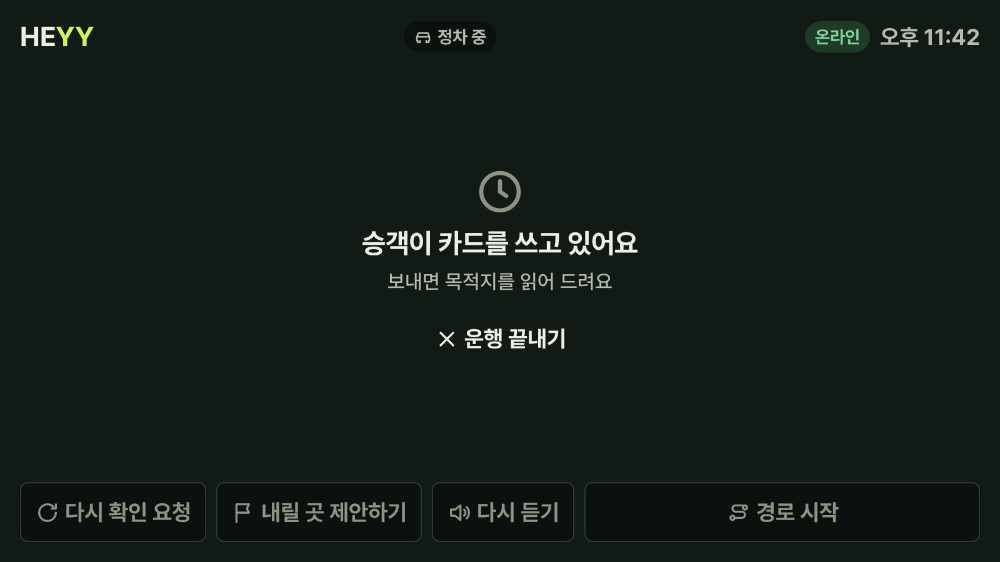 HEYY
정차 중
온라인 오후 11:42
승객이 카드를 쓰고 있어요
보내면 목적지를 읽어 드려요
운행 끝내기
다시 확인 요청
내릴 곳 제안하기
다시 듣기
경로 시작